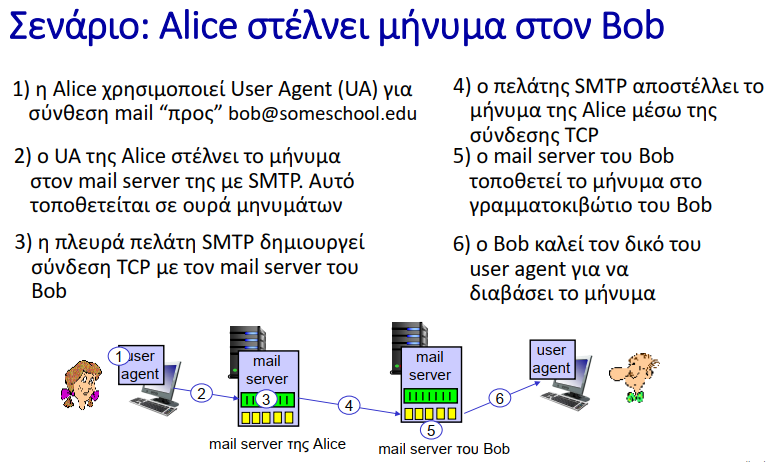 Σενάριο: Alice στέλνει μήνυμα στον Bob
1) η Alice χρησιμοποιεί User Agent (UA) για
σύνθεση mail “προς” bob@someschool.edu
2) ο UA της Alice στέλνει το μήνυμα
στον mail server της με SMTP. Αυτό
τοποθετείται σε ουρά μηνυμάτων
3) η πλευρά πελάτη SMTP δημιουργεί
σύνδεση TCP με τον mail server του
Bob
4) ο πελάτης SMTP αποστέλλει το
μήνυμα της Alice μέσω της
σύνδεσης TCP
5) ο mail server του Bob
τοποθετεί το μήνυμα στο
γραμματοκιβώτιο του Bob
6) ο Bob καλεί τον δικό του
user agent για να
διαβάσει το μήνυμα
1 user
agent
2
mail
server
3
4
mail
server
5
6
user
agent
mail server της Alice
mail server του Bob